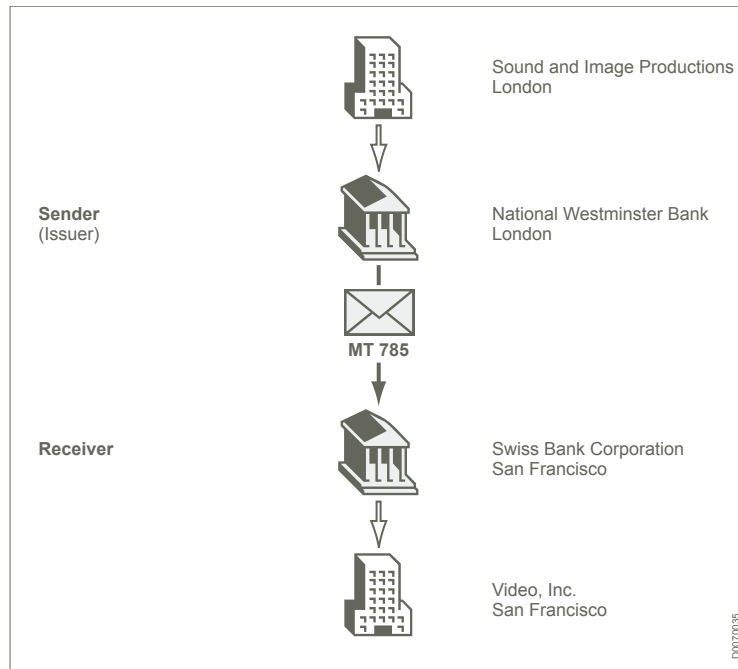 Sound and Image Productions
London
Sender
(Issuer)
National Westminster Bank
London
MT 785
Receiver
Swiss Bank Corporation
San Francisco
Video, Inc.
San Francisco
D0070035